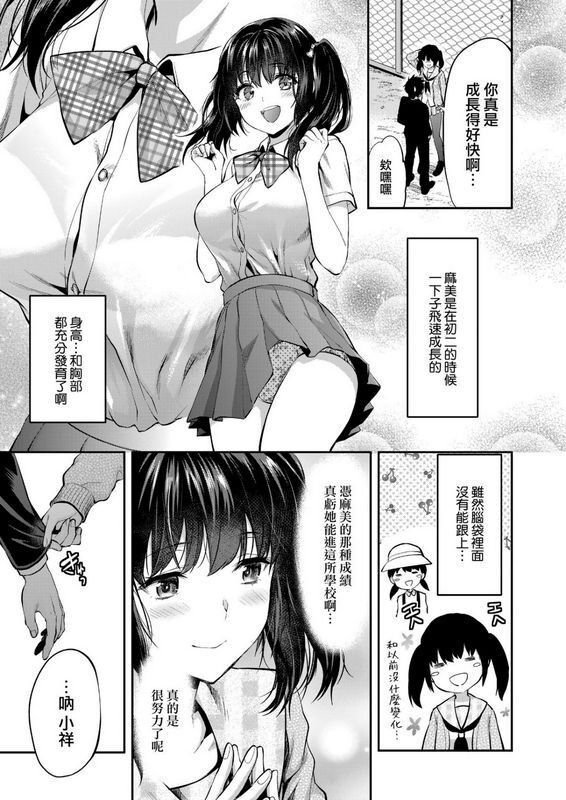 你真是
成長得好快啊…
欸嘿嘿
麻美是在初二的時候
一下子飛速成長的
身高…和胸部
都充分發育了啊
雖然腦袋裡面
沒有能跟上…
エヘ
エヘ
和以前沒什麼變化…
憑麻美的那種成績
真虧她能進這所學校啊…
真的是
很努力了呢
ぎゅっ
…吶 小祥